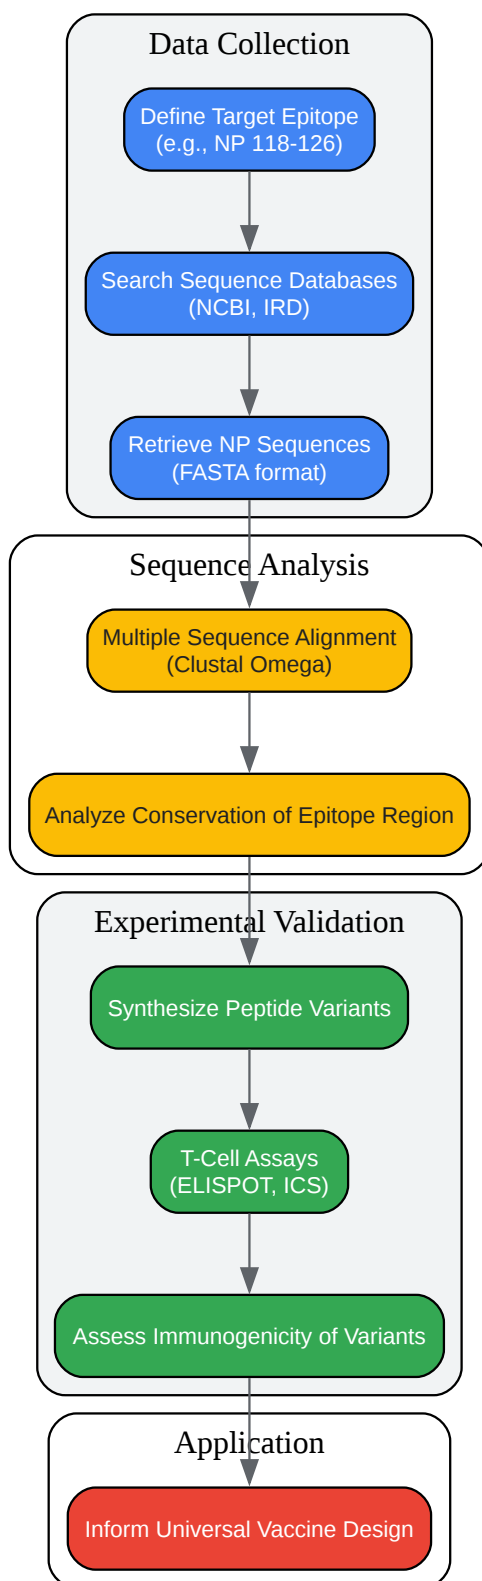 Data Collection
Define Target Epitope
(e.g., NP 118-126)
Search Sequence Databases
(NCBI, IRD)
Retrieve NP Sequences
(FASTA format)
Sequence Analysis
Multiple Sequence Alignment
(Clustal Omega)
Analyze Conservation of Epitope Region
Experimental Validation
Synthesize Peptide Variants
T-Cell Assays
(ELISPOT, ICS)
Assess Immunogenicity of Variants
Application
Inform Universal Vaccine Design